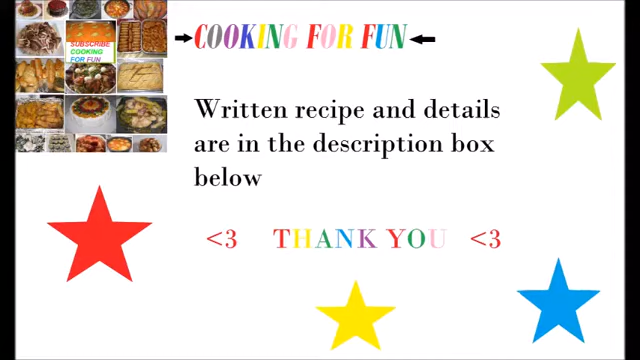 SUBSCRIBE
COOKING
FOR FUN
COOKING FOR FUN
Written recipe and details
are in the description box
below
<3 THANK YOU <3